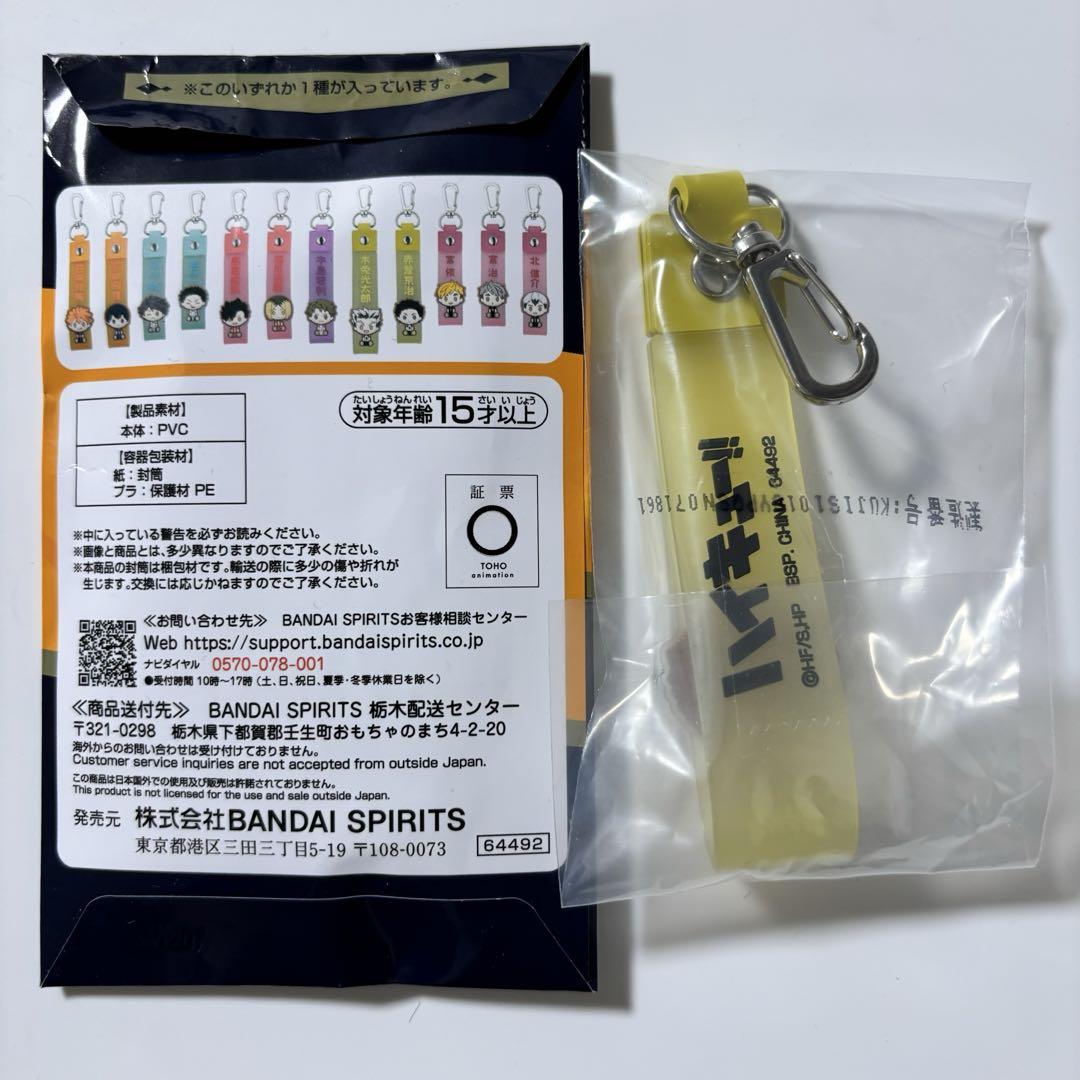 ※このいずれか1種が入っています。
木兎光太郎
赤葦京治
宮侑
宮治
北信介
【製品素材】
本体：PVC
【容器包装材】
紙：封筒
プラ：保護材 PE
たいしょうねんれい さい い じょう
対象年齢15才以上
証票
TOHO
animation
※中に入っている警告を必ずお読みください。
※画像と商品とは、多少異なりますのでご了承ください。
※本商品の封筒は梱包材です。輸送の際に多少の傷や折れが
生じます。交換には応じかねますのでご了承ください。
≪お問い合わせ先≫ BANDAI SPIRITSお客様相談センター
Web https://support.bandaispirits.co.jp
ナビダイヤル 0570-078-001
●受付時間 10時〜17時（土、日、祝日、夏季・冬季休業日を除く）
≪商品送付先≫ BANDAI SPIRITS 栃木配送センター
〒321-0298 栃木県下都賀郡壬生町おもちゃのまち4-2-20
海外からのお問い合わせは受け付けておりません。
Customer service inquiries are not accepted from outside Japan.
この商品は日本国外での使用及び販売は許諾されておりません。
This product is not licensed for the use and sale outside Japan.
発売元 株式会社BANDAI SPIRITS
東京都港区三田三丁目5-19 〒108-0073
64492
ハイキュー!!
©HF/S,HP BSP. CHINA 64492